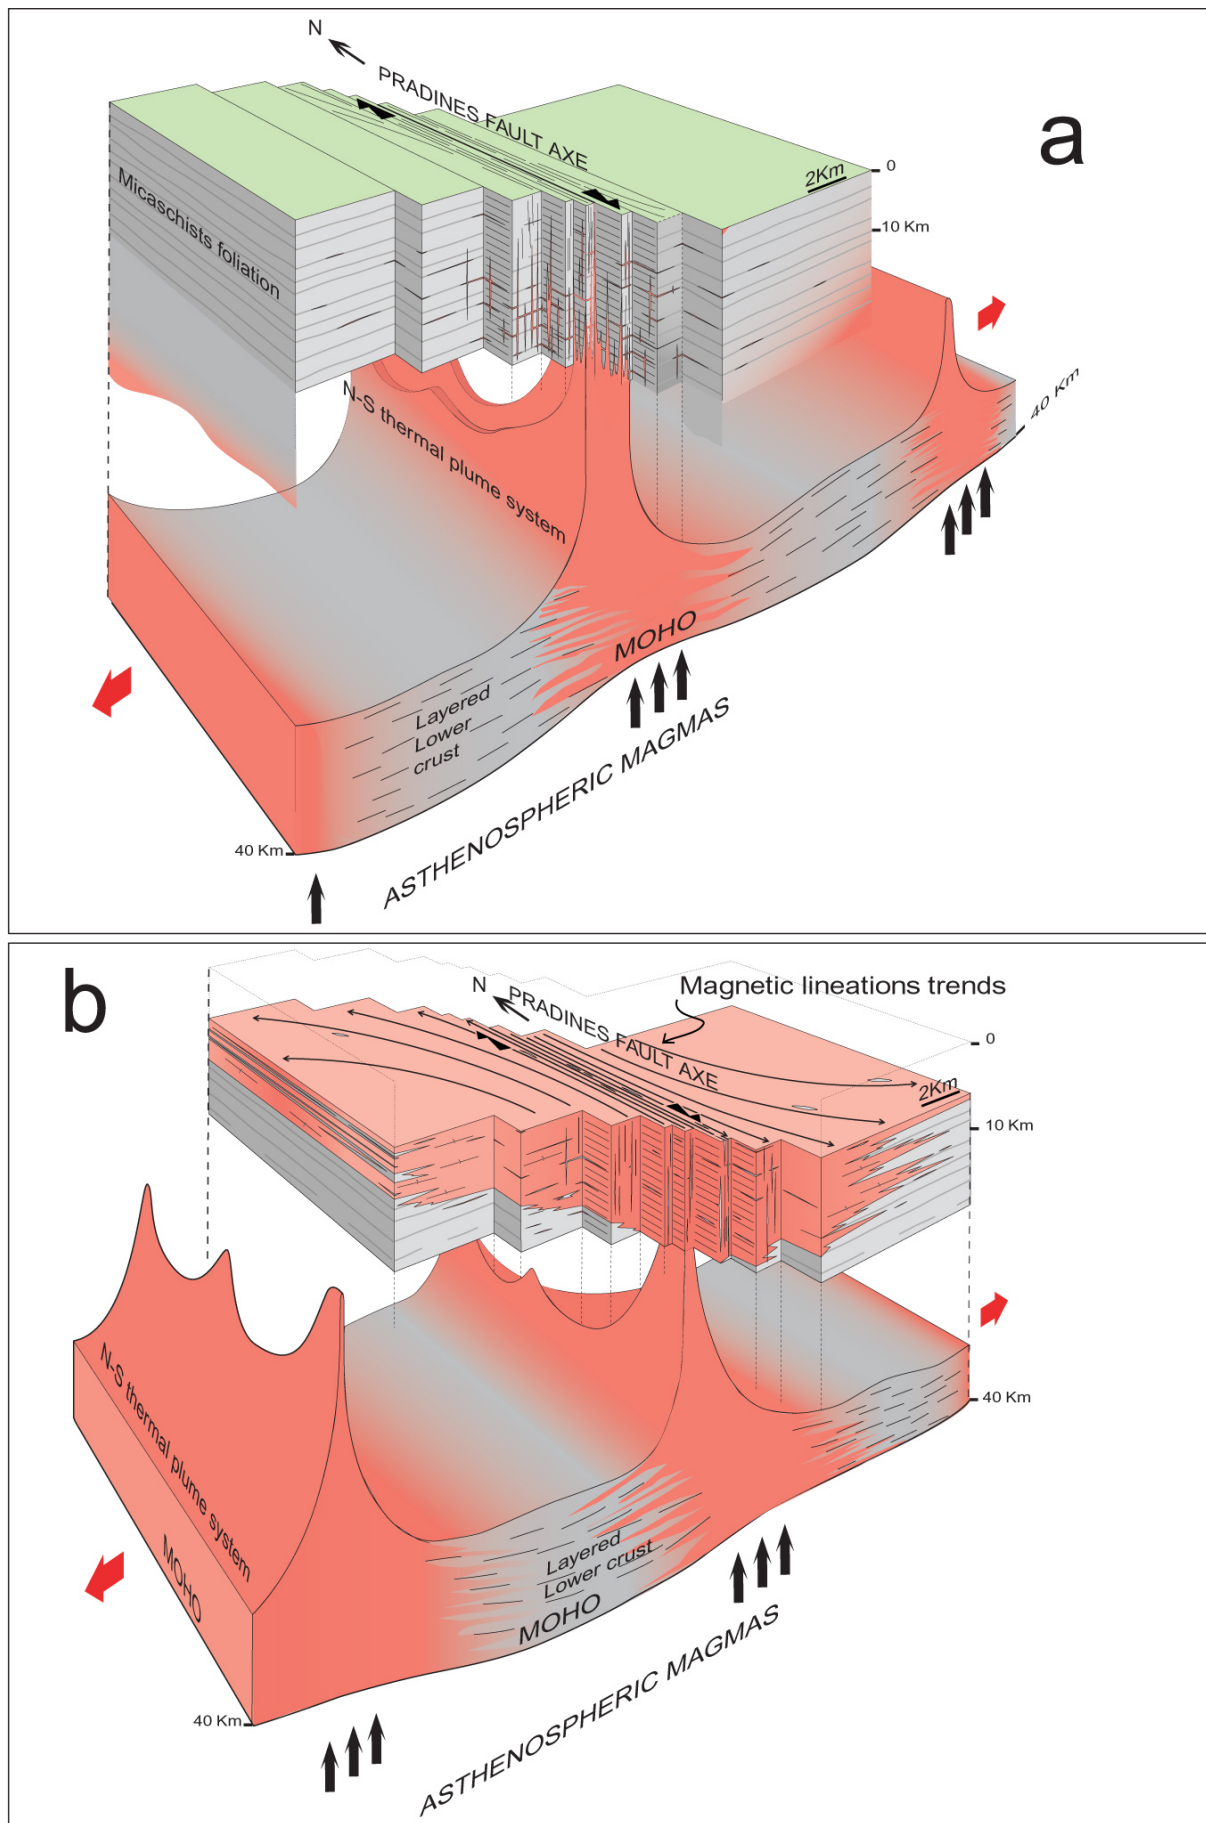 a
N
PRADINES FAULT AXE
2Km
0
10 Km
Micaschists foliation
40 Km
N-S thermal plume system
MOHO
Layered
Lower
crust
ASTHENOSPHERIC MAGMAS
40 Km
b
N
PRADINES FAULT AXE
Magnetic lineations trends
0
2Km
10 Km
40 Km
N-S thermal plume system
MOHO
Layered
Lower crust
MOHO
ASTHENOSPHERIC MAGMAS
40 Km